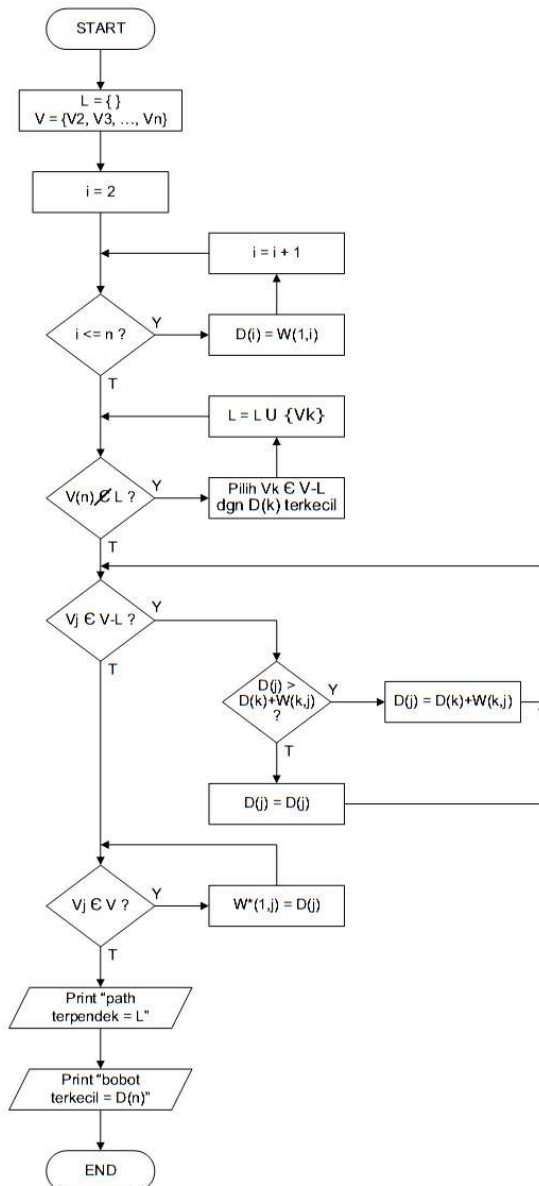 START
L = { }
V = {V2, V3, ..., Vn}
i = 2
i = i + 1
i <= n ?
Y
D(i) = W(1,i)
T
L = L U {Vk}
V(n) ∉ L ?
Y
Pilih Vk Є V-L
dgn D(k) terkecil
T
Vj Є V-L ?
Y
T
D(j) >
D(k)+W(k,j)
?
Y
D(j) = D(k)+W(k,j)
T
D(j) = D(j)
Vj Є V ?
Y
W*(1,j) = D(j)
T
Print "path
terpendek = L"
Print "bobot
terkecil = D(n)"
END